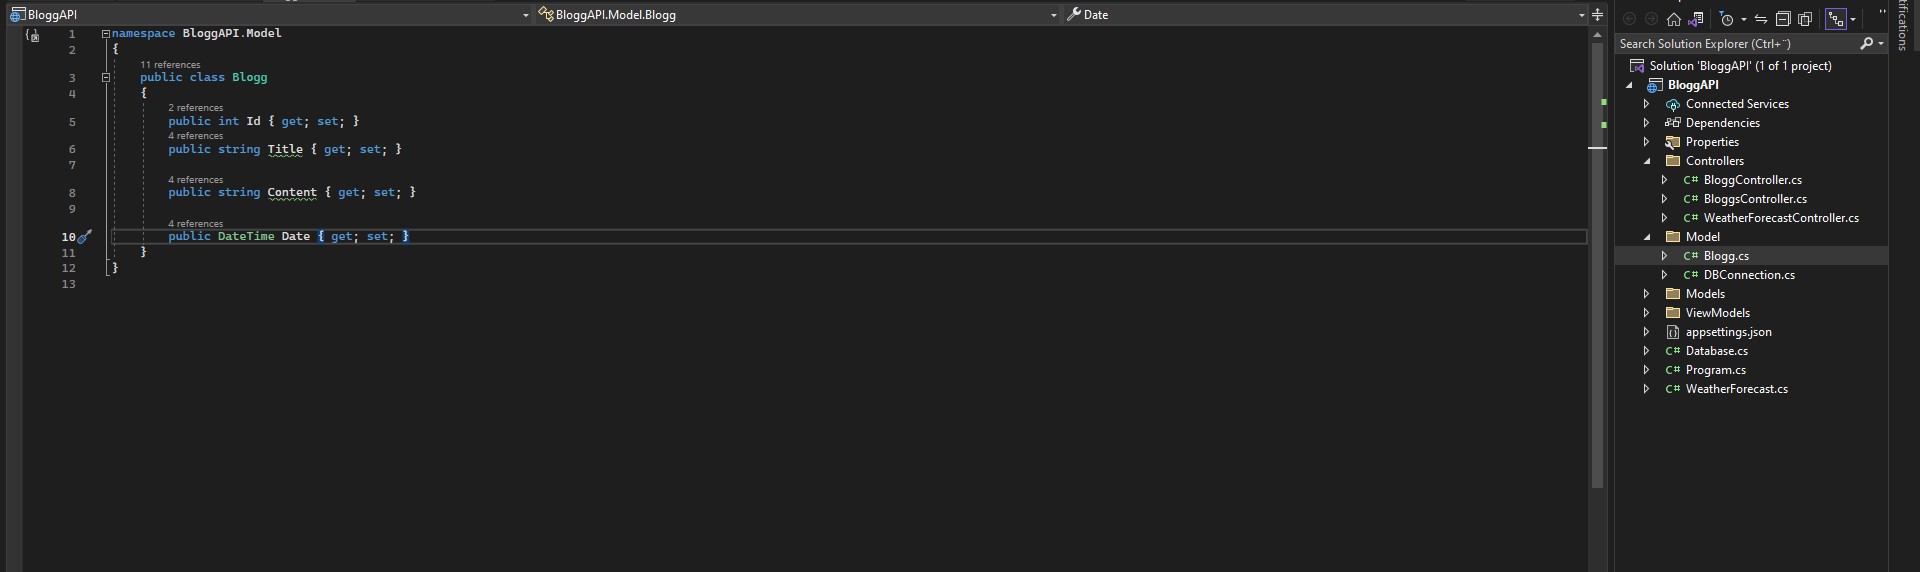 BloggAPI
BloggAPI.Model.Blogg
Date
1 namespace BloggAPI.Model
2 {
11 references
3 public class Blogg
4 {
2 references
5 public int Id { get; set; }
4 references
6 public string Title { get; set; }
7
4 references
8 public string Content { get; set; }
9
4 references
10 public DateTime Date { get; set; }
11 }
12 }
13
Search Solution Explorer (Ctrl+¨)
Solution 'BloggAPI' (1 of 1 project)
BloggAPI
Connected Services
Dependencies
Properties
Controllers
C# BloggController.cs
C# BloggsController.cs
C# WeatherForecastController.cs
Model
C# Blogg.cs
C# DBConnection.cs
Models
ViewModels
appsettings.json
C# Database.cs
C# Program.cs
C# WeatherForecast.cs